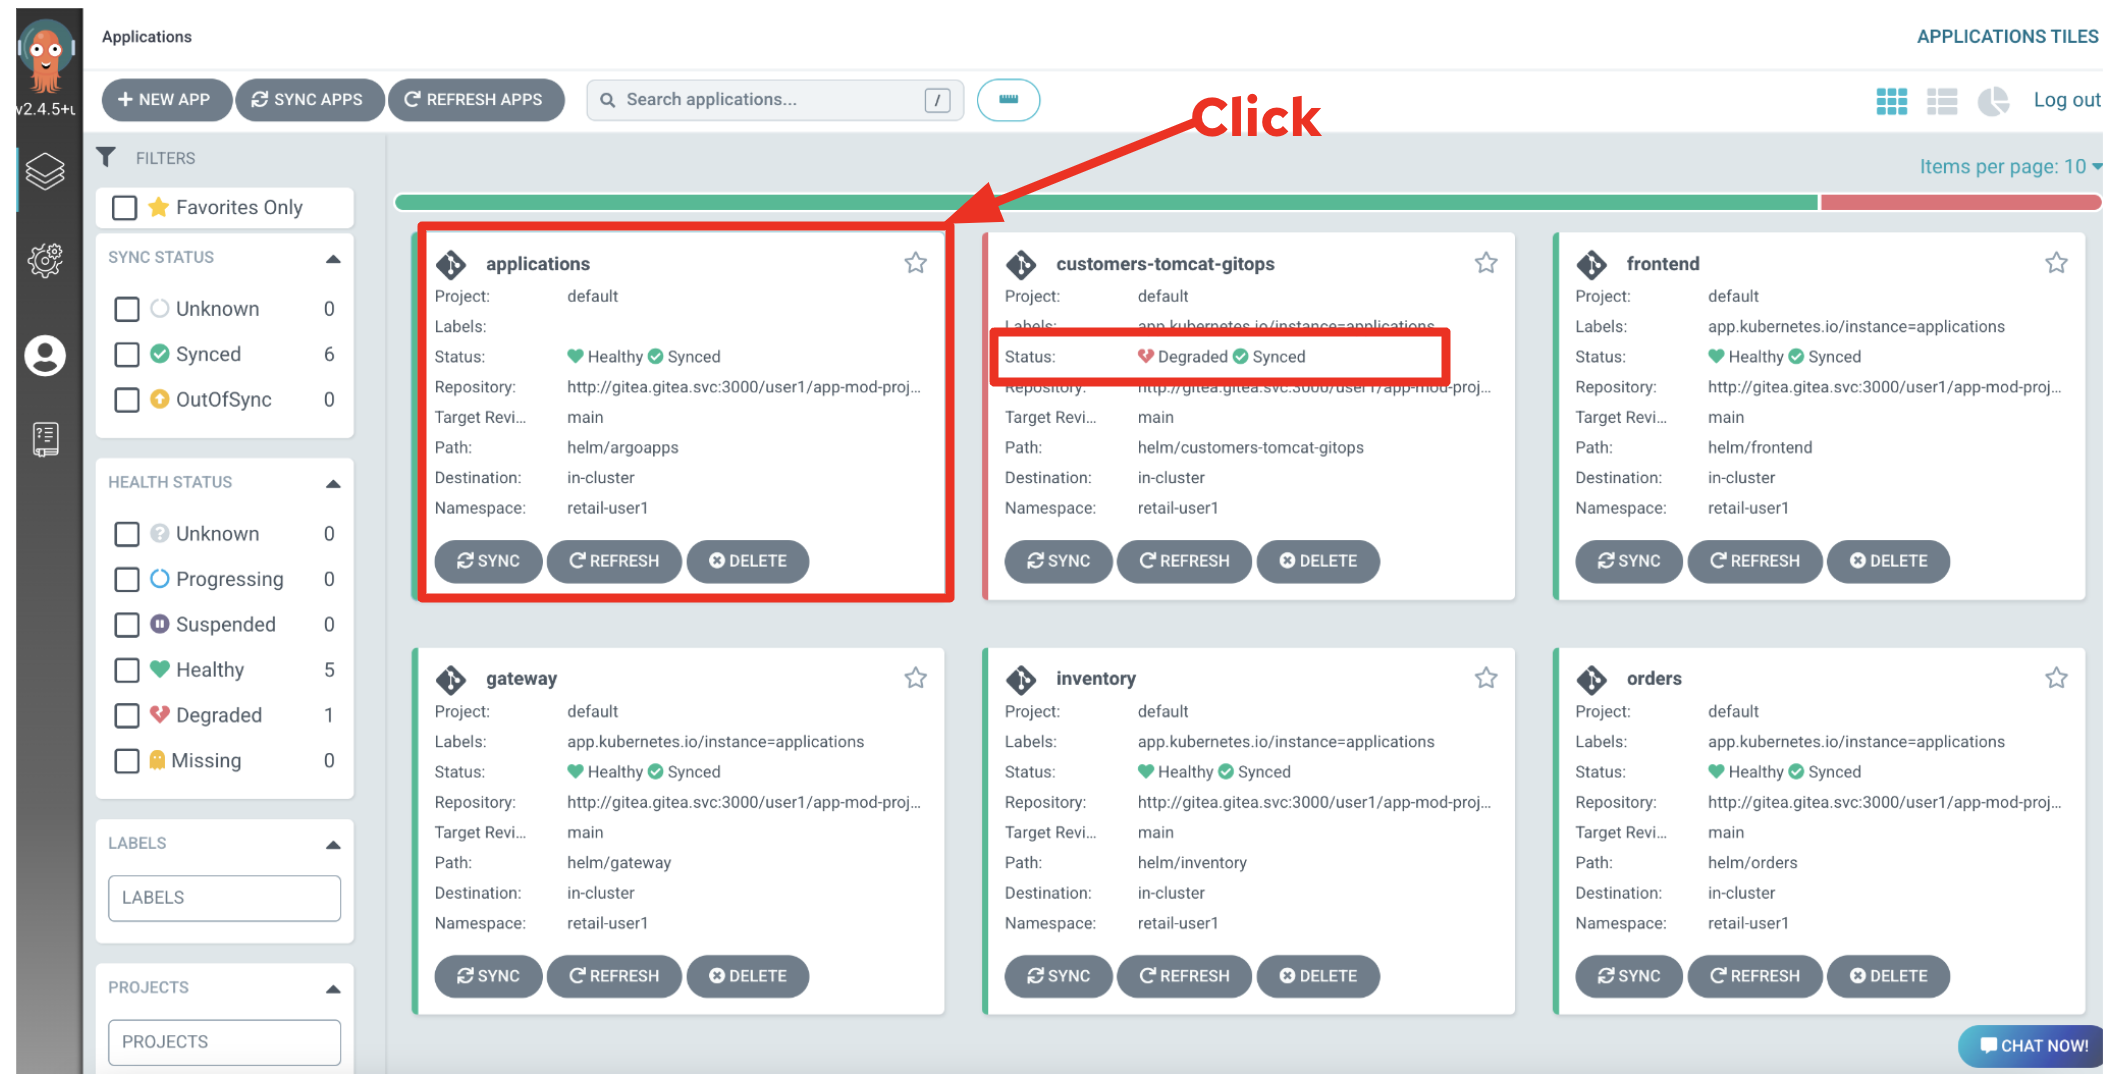 Applications
APPLICATIONS TILES
v2.4.5+u
NEW APP
SYNC APPS
REFRESH APPS
Search applications...
/
Click
Log out
FILTERS
Items per page: 10
Favorites Only
SYNC STATUS
Unknown 0
Synced 6
OutOfSync 0
HEALTH STATUS
Unknown 0
Progressing 0
Suspended 0
Healthy 5
Degraded 1
Missing 0
LABELS
LABELS
PROJECTS
PROJECTS
applications
Project: default
Labels:
Status: Healthy Synced
Repository: http://gitea.gitea.svc:3000/user1/app-mod-proj...
Target Revi... main
Path: helm/argoapps
Destination: in-cluster
Namespace: retail-user1
SYNC REFRESH DELETE
customers-tomcat-gitops
Project: default
Labels: app.kubernetes.io/instance=applications
Status: Degraded Synced
Repository: http://gitea.gitea.svc:3000/user1/app-mod-proj...
Target Revi... main
Path: helm/customers-tomcat-gitops
Destination: in-cluster
Namespace: retail-user1
SYNC REFRESH DELETE
frontend
Project: default
Labels: app.kubernetes.io/instance=applications
Status: Healthy Synced
Repository: http://gitea.gitea.svc:3000/user1/app-mod-proj...
Target Revi... main
Path: helm/frontend
Destination: in-cluster
Namespace: retail-user1
SYNC REFRESH DELETE
gateway
Project: default
Labels: app.kubernetes.io/instance=applications
Status: Healthy Synced
Repository: http://gitea.gitea.svc:3000/user1/app-mod-proj...
Target Revi... main
Path: helm/gateway
Destination: in-cluster
Namespace: retail-user1
SYNC REFRESH DELETE
inventory
Project: default
Labels: app.kubernetes.io/instance=applications
Status: Healthy Synced
Repository: http://gitea.gitea.svc:3000/user1/app-mod-proj...
Target Revi... main
Path: helm/inventory
Destination: in-cluster
Namespace: retail-user1
SYNC REFRESH DELETE
orders
Project: default
Labels: app.kubernetes.io/instance=applications
Status: Healthy Synced
Repository: http://gitea.gitea.svc:3000/user1/app-mod-proj...
Target Revi... main
Path: helm/orders
Destination: in-cluster
Namespace: retail-user1
SYNC REFRESH DELETE
CHAT NOW!